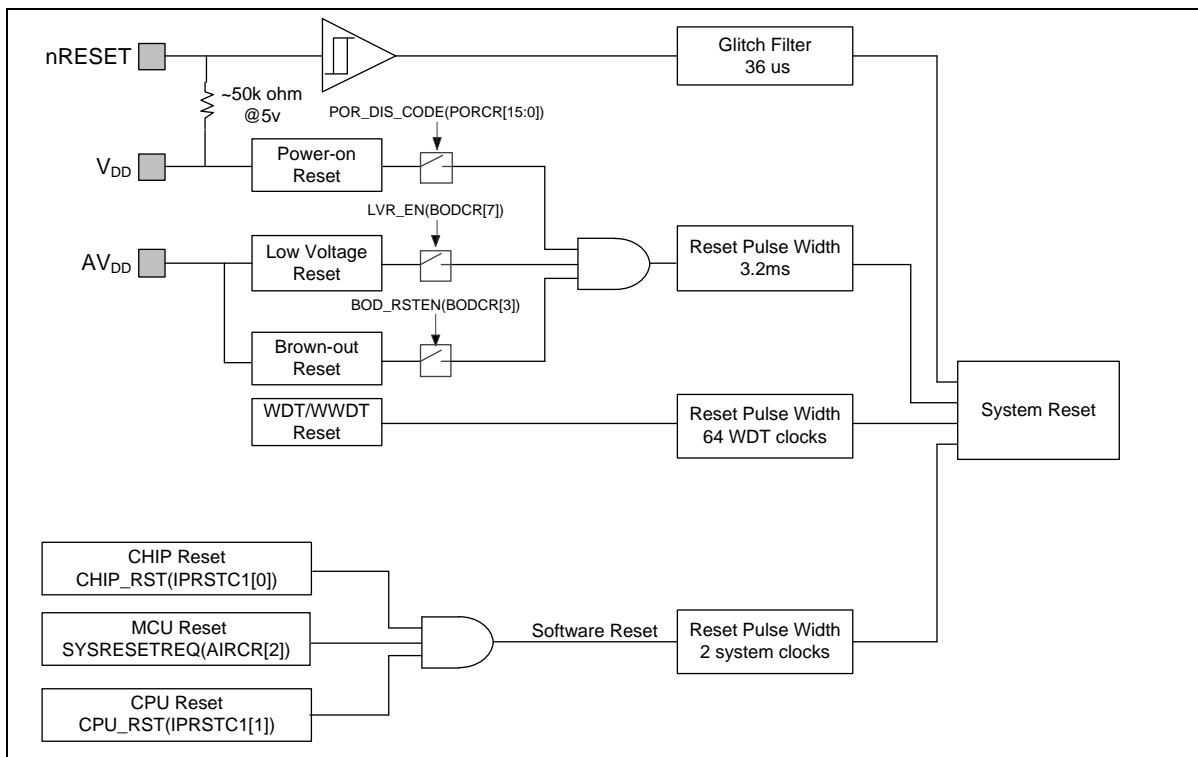 nRESET
Glitch Filter
36 us
~50k ohm
@5v
POR_DIS_CODE(PORCR[15:0])
VDD
Power-on
Reset
LVR_EN(BODCR[7])
AVDD
Low Voltage
Reset
Reset Pulse Width
3.2ms
BOD_RSTEN(BODCR[3])
Brown-out
Reset
WDT/WWDT
Reset
Reset Pulse Width
64 WDT clocks
System Reset
CHIP Reset
CHIP_RST(IPRSTC1[0])
MCU Reset
SYSRESETREQ(AIRCR[2])
Software Reset
Reset Pulse Width
2 system clocks
CPU Reset
CPU_RST(IPRSTC1[1])